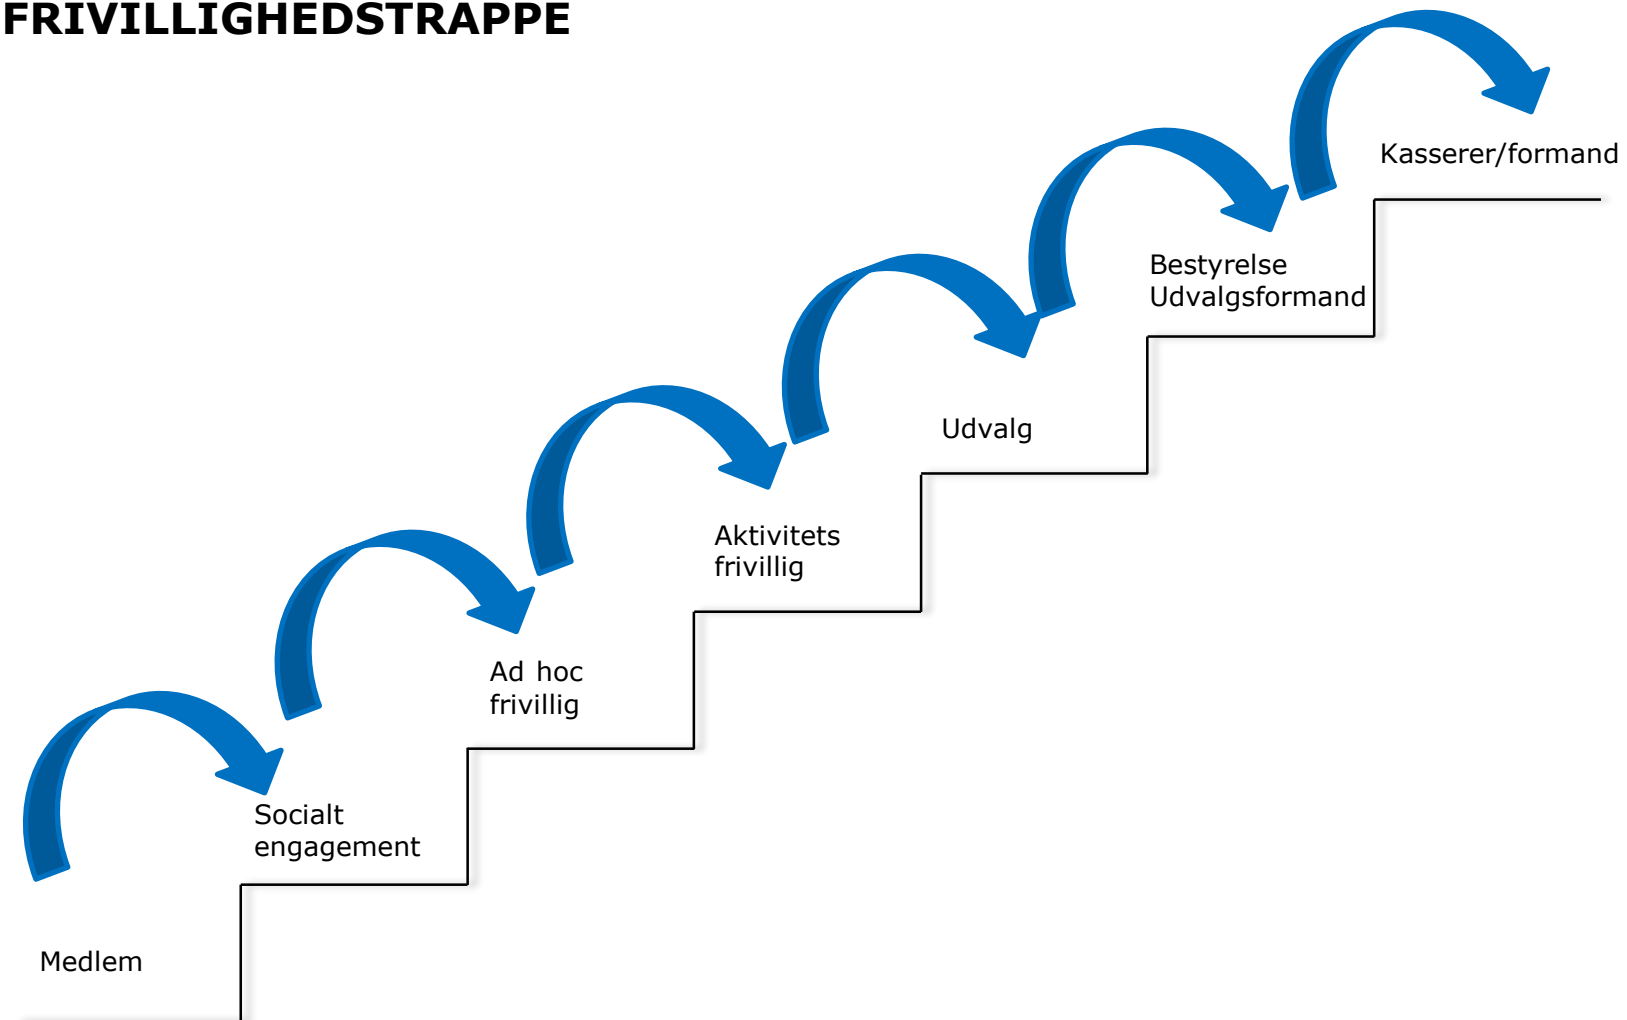 FRIVILLIGHEDSTRAPPE
Kasserer/formand
Bestyrelse
Udvalgsformand
Udvalg
Aktivitets
frivillig
Ad hoc
frivillig
Socialt
engagement
Medlem